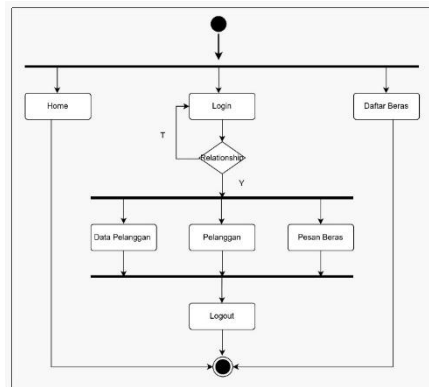 Home
Login
Daftar Beras
T
Relationship
Y
Data Pelanggan
Pelanggan
Pesan Beras
Logout